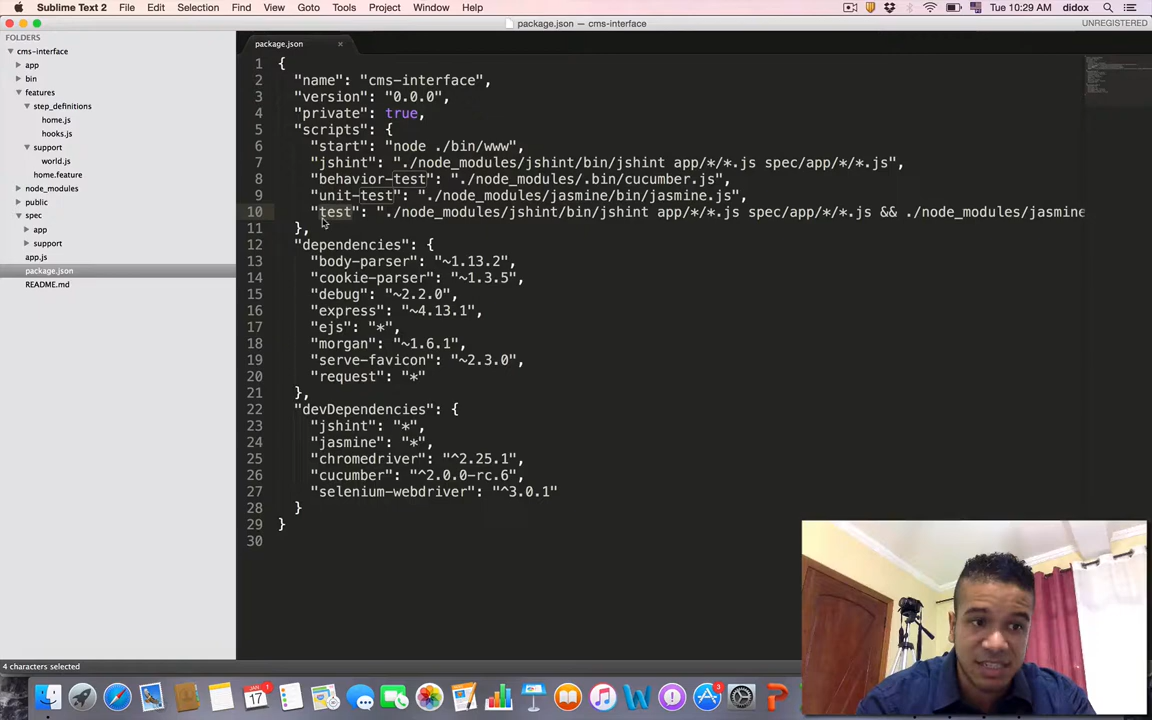 Sublime Text 2 File Edit Selection Find View Goto Tools Project Window Help Tue 10:29 AM didox
package.json — cms-interface UNREGISTERED
FOLDERS
cms-interface
app
bin
features
step_definitions
home.js
hooks.js
support
world.js
home.feature
node_modules
public
spec
app
support
app.js
package.json
README.md
package.json ×
1 {
2 "name": "cms-interface",
3 "version": "0.0.0",
4 "private": true,
5 "scripts": {
6 "start": "node ./bin/www",
7 "jshint": "./node_modules/jshint/bin/jshint app/*/*.js spec/app/*/*.js",
8 "behavior-test": "./node_modules/.bin/cucumber.js",
9 "unit-test": "./node_modules/jasmine/bin/jasmine.js",
10 "test": "./node_modules/jshint/bin/jshint app/*/*.js spec/app/*/*.js && ./node_modules/jasmine
11 },
12 "dependencies": {
13 "body-parser": "~1.13.2",
14 "cookie-parser": "~1.3.5",
15 "debug": "~2.2.0",
16 "express": "~4.13.1",
17 "ejs": "*",
18 "morgan": "~1.6.1",
19 "serve-favicon": "~2.3.0",
20 "request": "*"
21 },
22 "devDependencies": {
23 "jshint": "*",
24 "jasmine": "*",
25 "chromedriver": "^2.25.1",
26 "cucumber": "^2.0.0-rc.6",
27 "selenium-webdriver": "^3.0.1"
28 }
29 }
30
4 characters selected
JAN
17
1
3